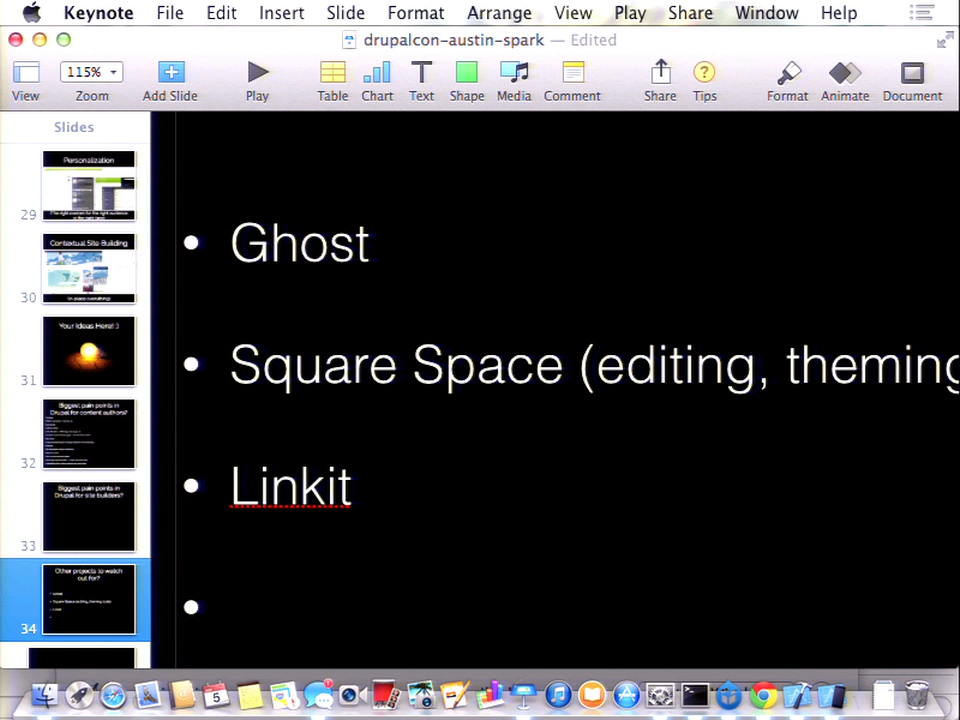 Keynote File Edit Insert Slide Format Arrange View Play Share Window Help
drupalcon-austin-spark — Edited
115%
View Zoom Add Slide Play Table Chart Text Shape Media Comment Share Tips Format Animate Document
Slides
Personalization
29
Contextual Site Building
30
Your Ideas Here! :)
31
Biggest pain points in
Drupal for content authors?
32
Biggest pain points in
Drupal for site builders?
33
Other projects to watch
out for?
34
• Ghost
• Square Space (editing, theming
• Linkit
•
5